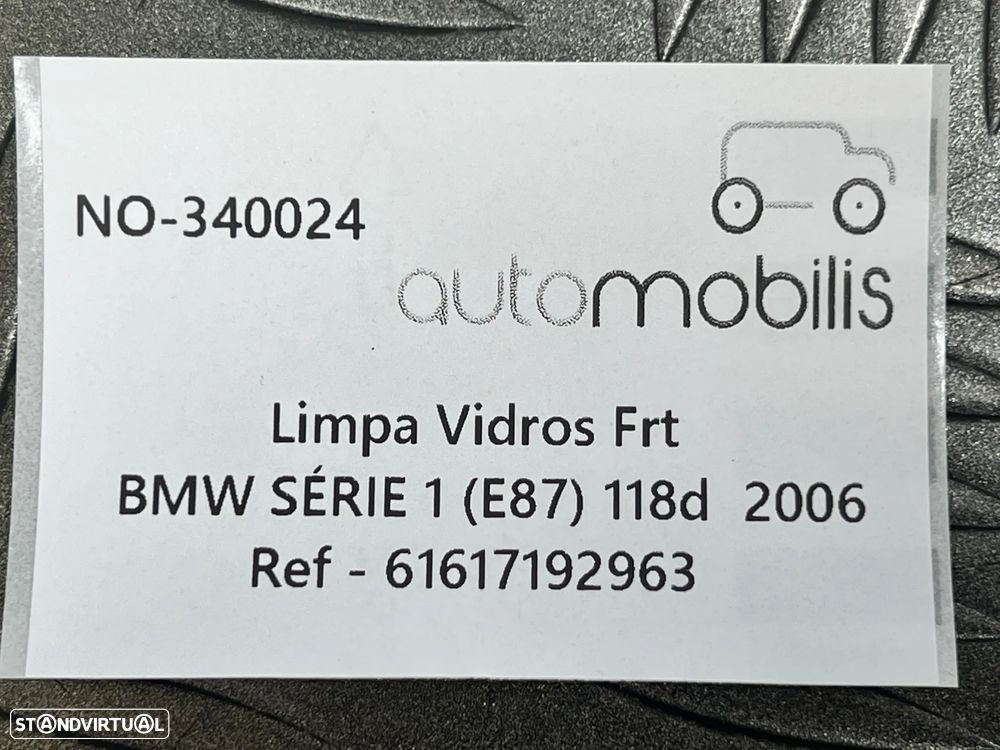 NO-340024
automobilis
Limpa Vidros Frt
BMW SÉRIE 1 (E87) 118d 2006
Ref - 61617192963
STANDVIRTUAL